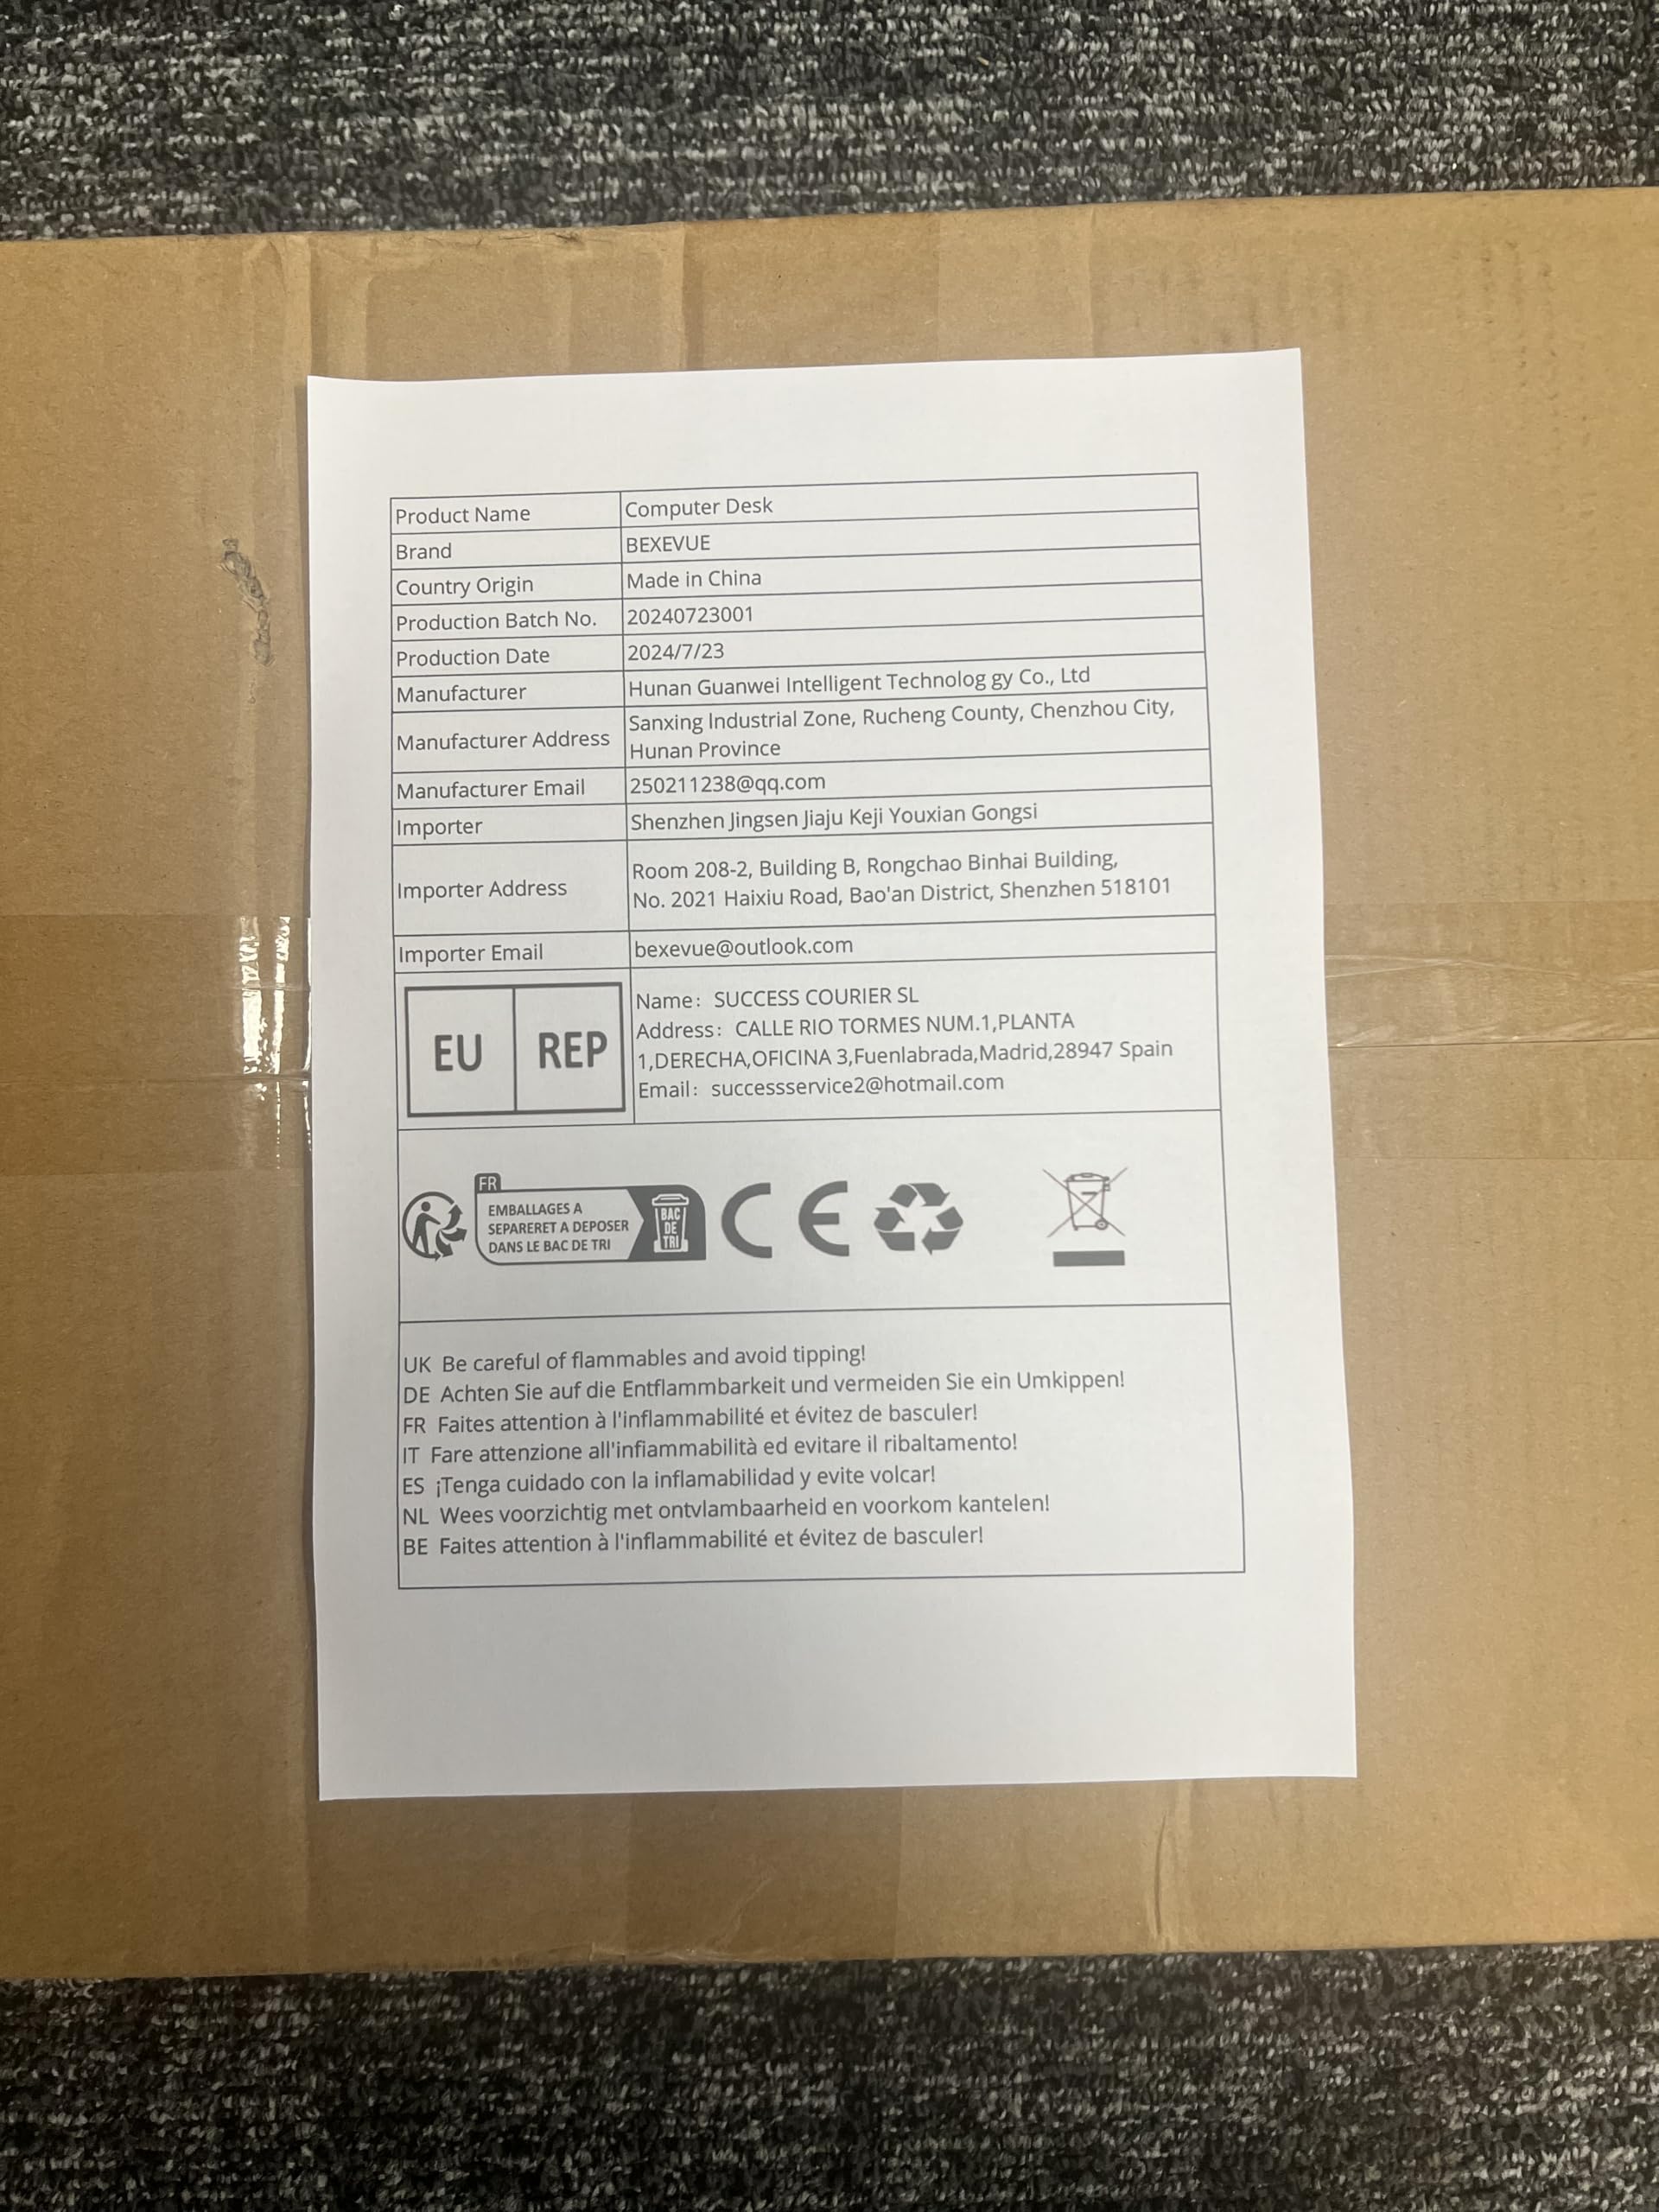 Product Name Computer Desk
Brand BEXEVUE
Country Origin Made in China
Production Batch No. 20240723001
Production Date 2024/7/23
Manufacturer Hunan Guanwei Intelligent Technolog gy Co., Ltd
Manufacturer Address Sanxing Industrial Zone, Rucheng County, Chenzhou City,
Hunan Province
Manufacturer Email 250211238@qq.com
Importer Shenzhen Jingsen Jiaju Keji Youxian Gongsi
Importer Address Room 208-2, Building B, Rongchao Binhai Building,
No. 2021 Haixiu Road, Bao'an District, Shenzhen 518101
Importer Email bexevue@outlook.com
EU REP
Name: SUCCESS COURIER SL
Address: CALLE RIO TORMES NUM.1,PLANTA
1,DERECHA,OFICINA 3,Fuenlabrada,Madrid,28947 Spain
Email: successservice2@hotmail.com
FR
EMBALLAGES A
SEPARERET A DEPOSER
DANS LE BAC DE TRI
BAC
DE
TRI
CE
UK Be careful of flammables and avoid tipping!
DE Achten Sie auf die Entflammbarkeit und vermeiden Sie ein Umkippen!
FR Faites attention à l'inflammabilité et évitez de basculer!
IT Fare attenzione all'infiammabilità ed evitare il ribaltamento!
ES ¡Tenga cuidado con la inflamabilidad y evite volcar!
NL Wees voorzichtig met ontvlambaarheid en voorkom kantelen!
BE Faites attention à l'inflammabilité et évitez de basculer!